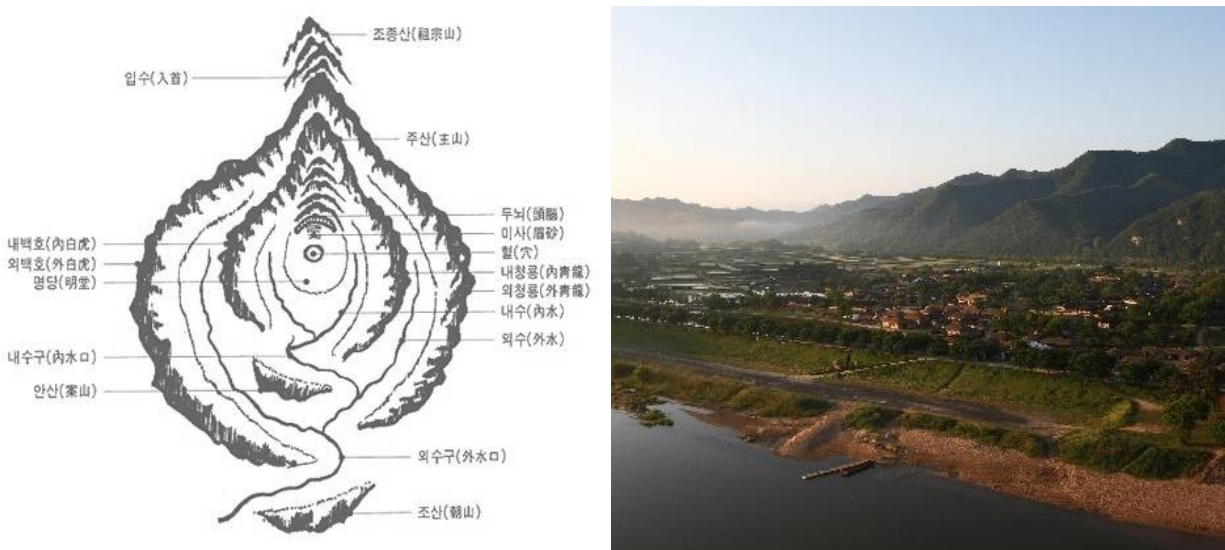 조종산(祖宗山)
입수(入首)
주산(主山)
두뇌(頭腦)
미사(眉砂)
혈(穴)
내백호(內白虎)
외백호(外白虎)
명당(明堂)
내청룡(內靑龍)
외청룡(外靑龍)
내수(內水)
외수(外水)
내수구(內水口)
안산(案山)
외수구(外水口)
조산(朝山)